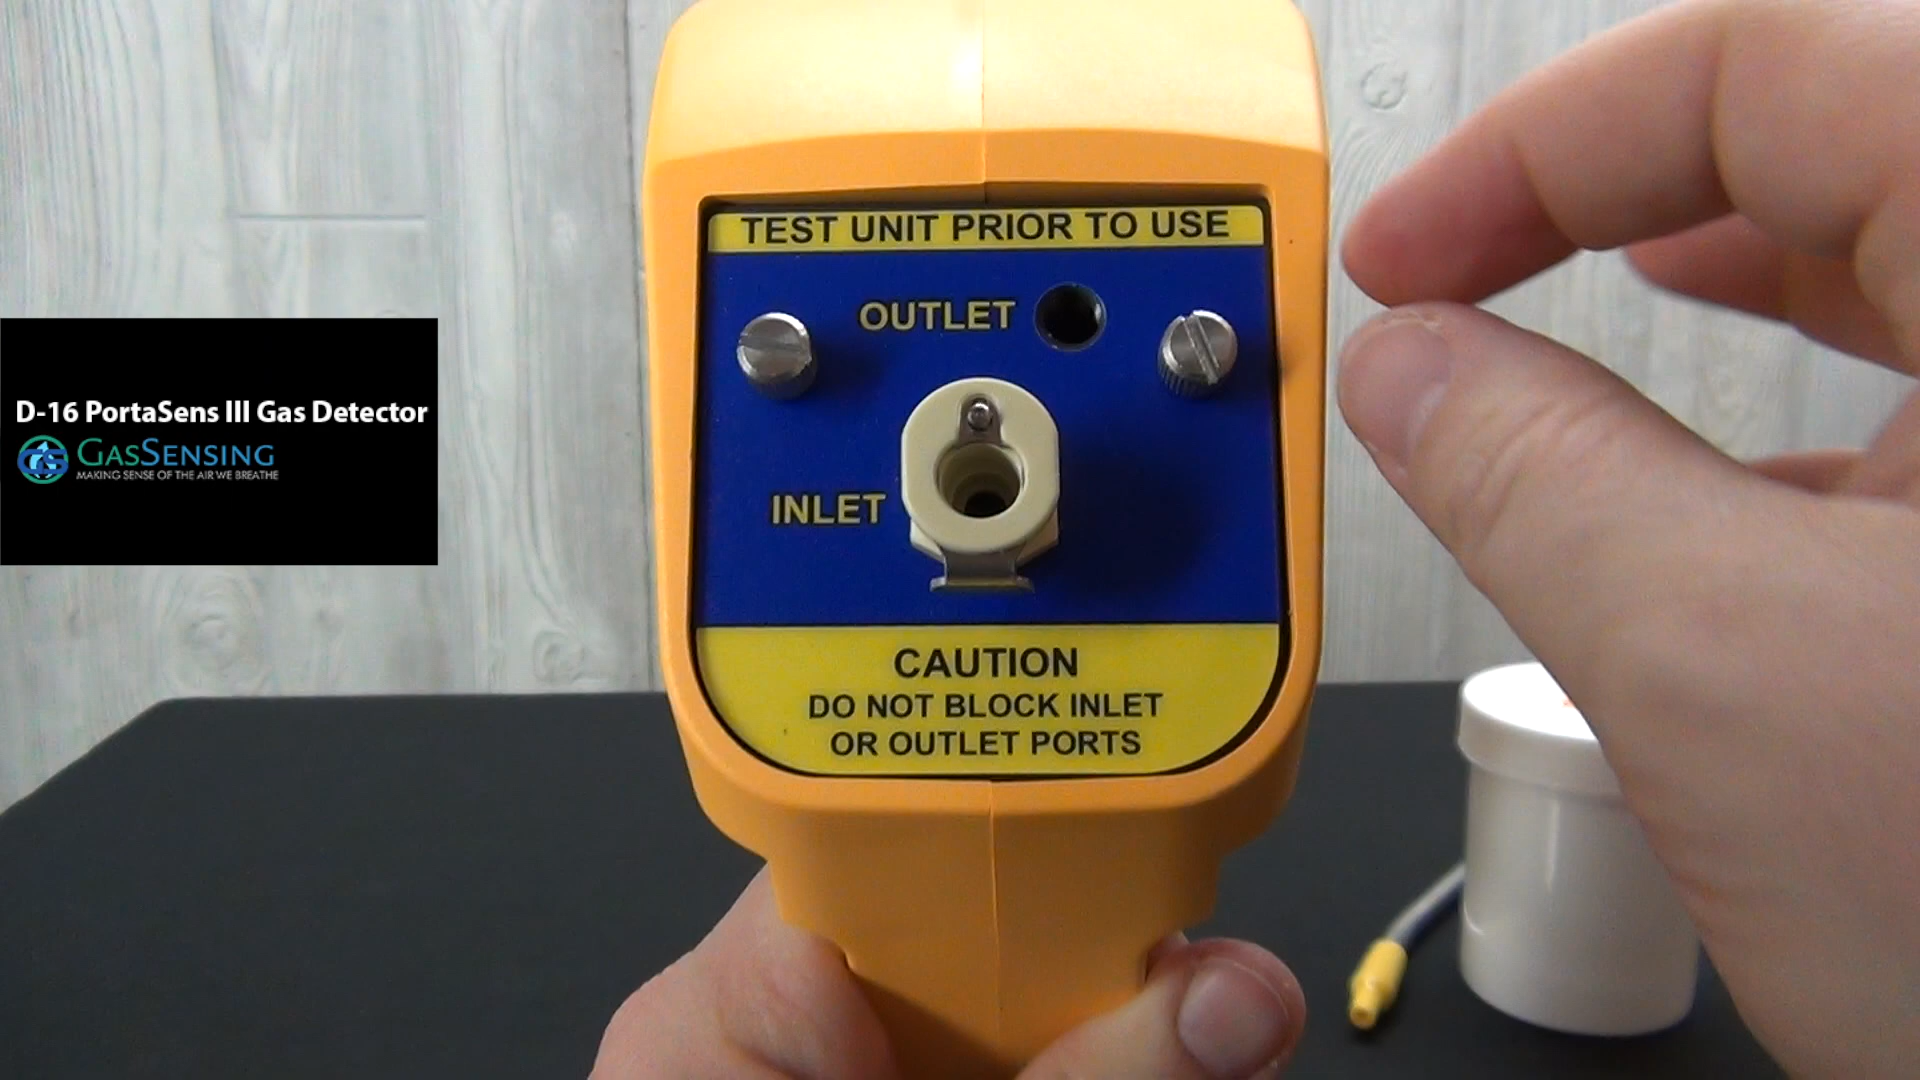 TEST UNIT PRIOR TO USE
OUTLET
INLET
CAUTION
DO NOT BLOCK INLET
OR OUTLET PORTS
D-16 PortaSens III Gas Detector
GASSENSING
MAKING SENSE OF THE AIR WE BREATHE